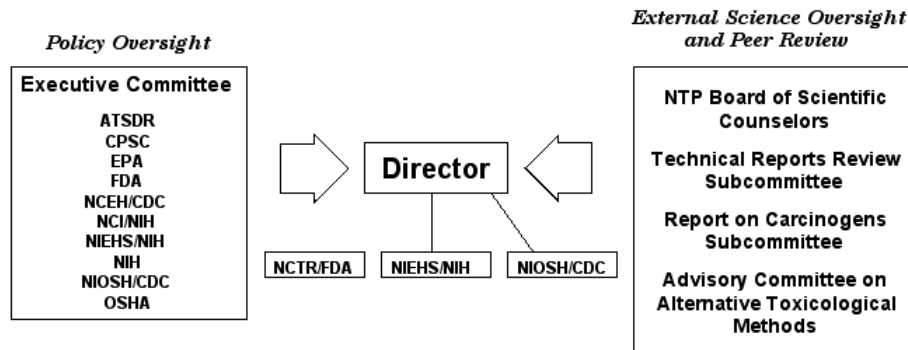 Policy Oversight
Executive Committee
ATSDR
CPSC
EPA
FDA
NCEH/CDC
NCI/NIH
NIEHS/NIH
NIH
NIOSH/CDC
OSHA
Director
NCTR/FDA
NIEHS/NIH
NIOSH/CDC
External Science Oversight
and Peer Review
NTP Board of Scientific
Counselors
Technical Reports Review
Subcommittee
Report on Carcinogens
Subcommittee
Advisory Committee on
Alternative Toxicological
Methods